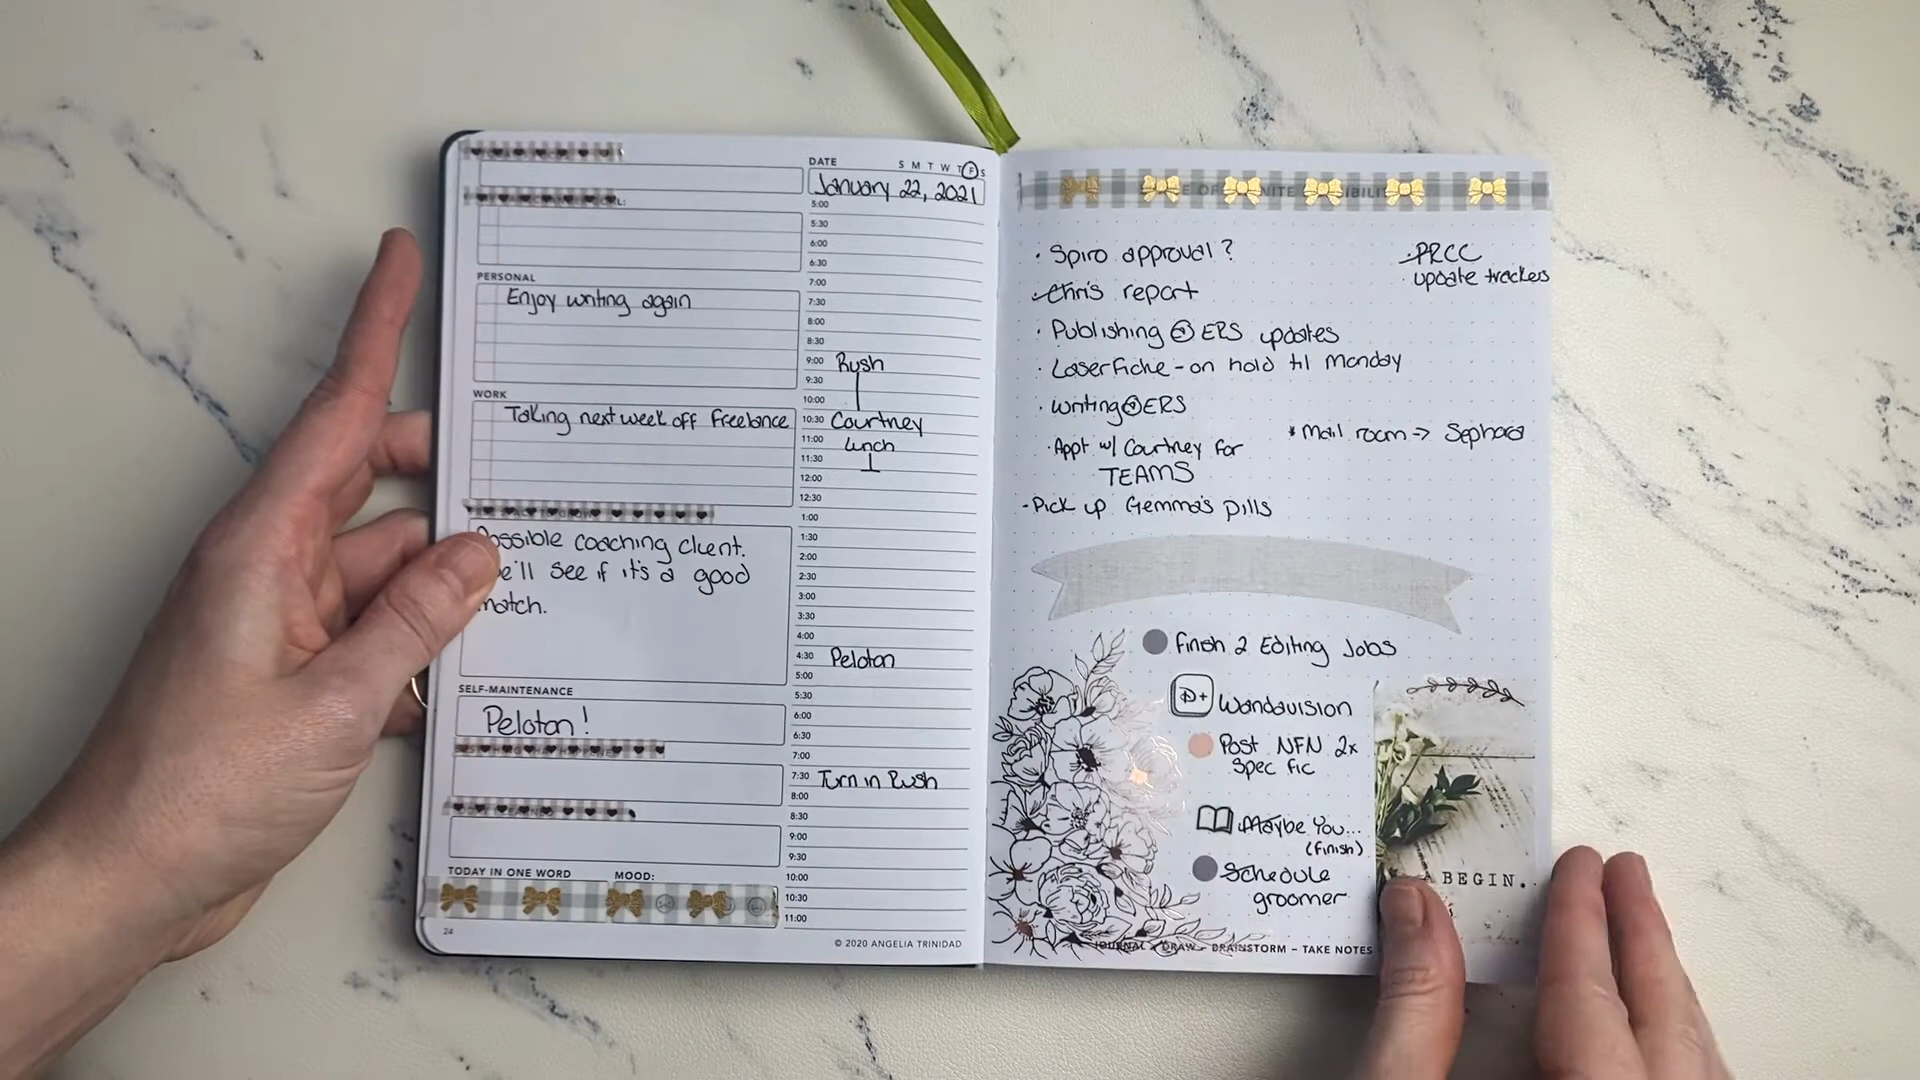 DATE
S M T W T F S
January 22, 2021
PERSONAL
Enjoy writing again
WORK
Taking next week off Freelance
Possible coaching client.
We'll see if it's a good
match.
SELF-MAINTENANCE
Peloton!
TODAY IN ONE WORD
MOOD:
24
5:00
5:30
6:00
6:30
7:00
7:30
8:00
8:30
9:00 Rush
9:30
10:00
10:30 Courtney
11:00 Lunch
11:30
12:00
12:30
1:00
1:30
2:00
2:30
3:00
3:30
4:00
4:30 Peloton
5:00
5:30
6:00
6:30
7:00
7:30 Turn in Rush
8:00
8:30
9:00
9:30
10:00
10:30
11:00
© 2020 ANGELIA TRINIDAD
· Spiro approval?
Chris report
· Publishing → ERS updates
· Laserfiche - on hold til Monday
· Writing → ERS
· Appt w/ Courtney for
TEAMS
- Pick up Gemma's pills
PRCC
update trackers
* Mail room -> Sephora
Finish 2 Editing Jobs
D+ Wandavision
Post NFN 2x
Spec fic
Maybe You...
(finish)
Schedule
groomer
BEGIN.
JOURNAL – DRAW – BRAINSTORM – TAKE NOTES